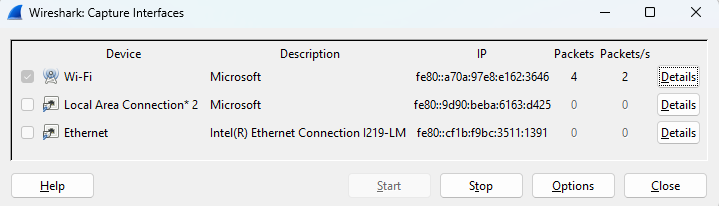 Wireshark: Capture Interfaces
Device Description IP Packets Packets/s
Wi-Fi Microsoft fe80::a70a:97e8:e162:3646 4 2 Details
Local Area Connection* 2 Microsoft fe80::9d90:beba:6163:d425 0 0 Details
Ethernet Intel(R) Ethernet Connection I219-LM fe80::cf1b:f9bc:3511:1391 0 0 Details
Help Start Stop Options Close